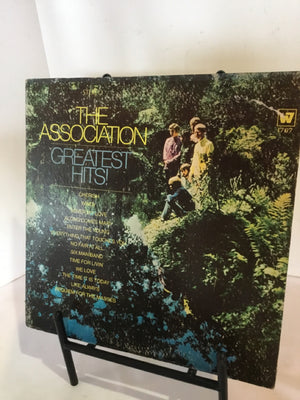 THE
ASSOCIATION
GREATEST
HITS!
W7
1767
CHERISH
WINDY
NEVER MY LOVE
ALONG COMES MARY
ENTER THE YOUNG
EVERYTHING THAT TOUCHES YOU
NO FAIR AT ALL
SIX MAN BAND
TIME FOR LIVIN'
WE LOVE
THE TIME IT IS TODAY
LIKE ALWAYS
REQUIEM FOR THE MASSES